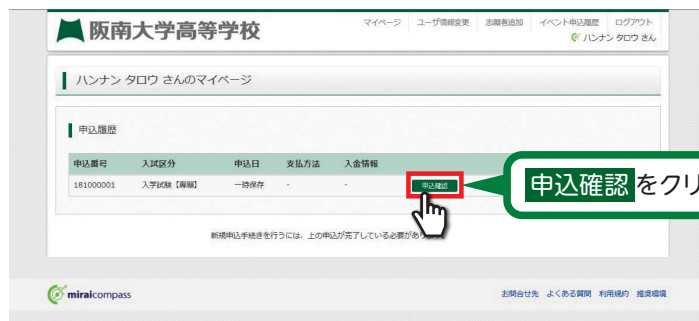 阪南大学高等学校
マイページ ユーザ情報変更 志願者追加 イベント申込履歴 ログアウト
ハンナン タロウ さん
ハンナン タロウ さんのマイページ
申込履歴
申込番号 入試区分 申込日 支払方法 入金情報
181000001 入学試験【専願】 一時保存 - - 申込確認
申込確認 をクリ
新規申込手続きを行うには、上の申込が完了している必要があ
miraicompass
お問合せ先 よくある質問 利用規約 推奨環境